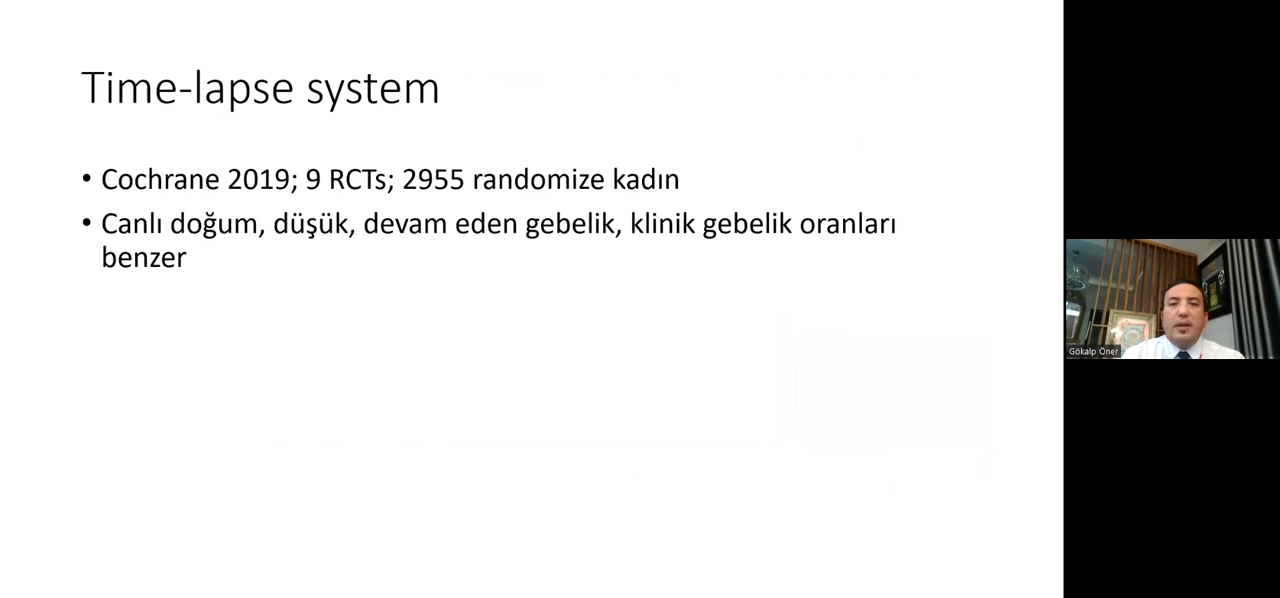 Time-lapse system
• Cochrane 2019; 9 RCTs; 2955 randomize kadın
• Canlı doğum, düşük, devam eden gebelik, klinik gebelik oranları
benzer
Gökalp Öner